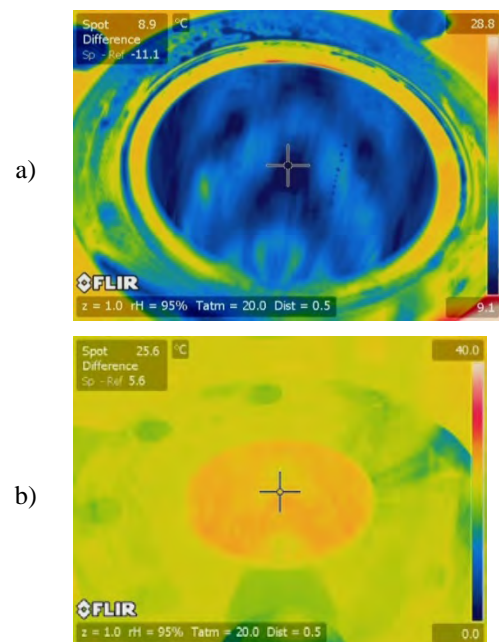 a)
Spot 8.9 °C
Difference
Sp - Ref -11.1
28.8
9.1
FLIR
z = 1.0 rH = 95% Tatm = 20.0 Dist = 0.5
b)
Spot 25.6 °C
Difference
Sp - Ref 5.6
40.0
0.0
FLIR
z = 1.0 rH = 95% Tatm = 20.0 Dist = 0.5